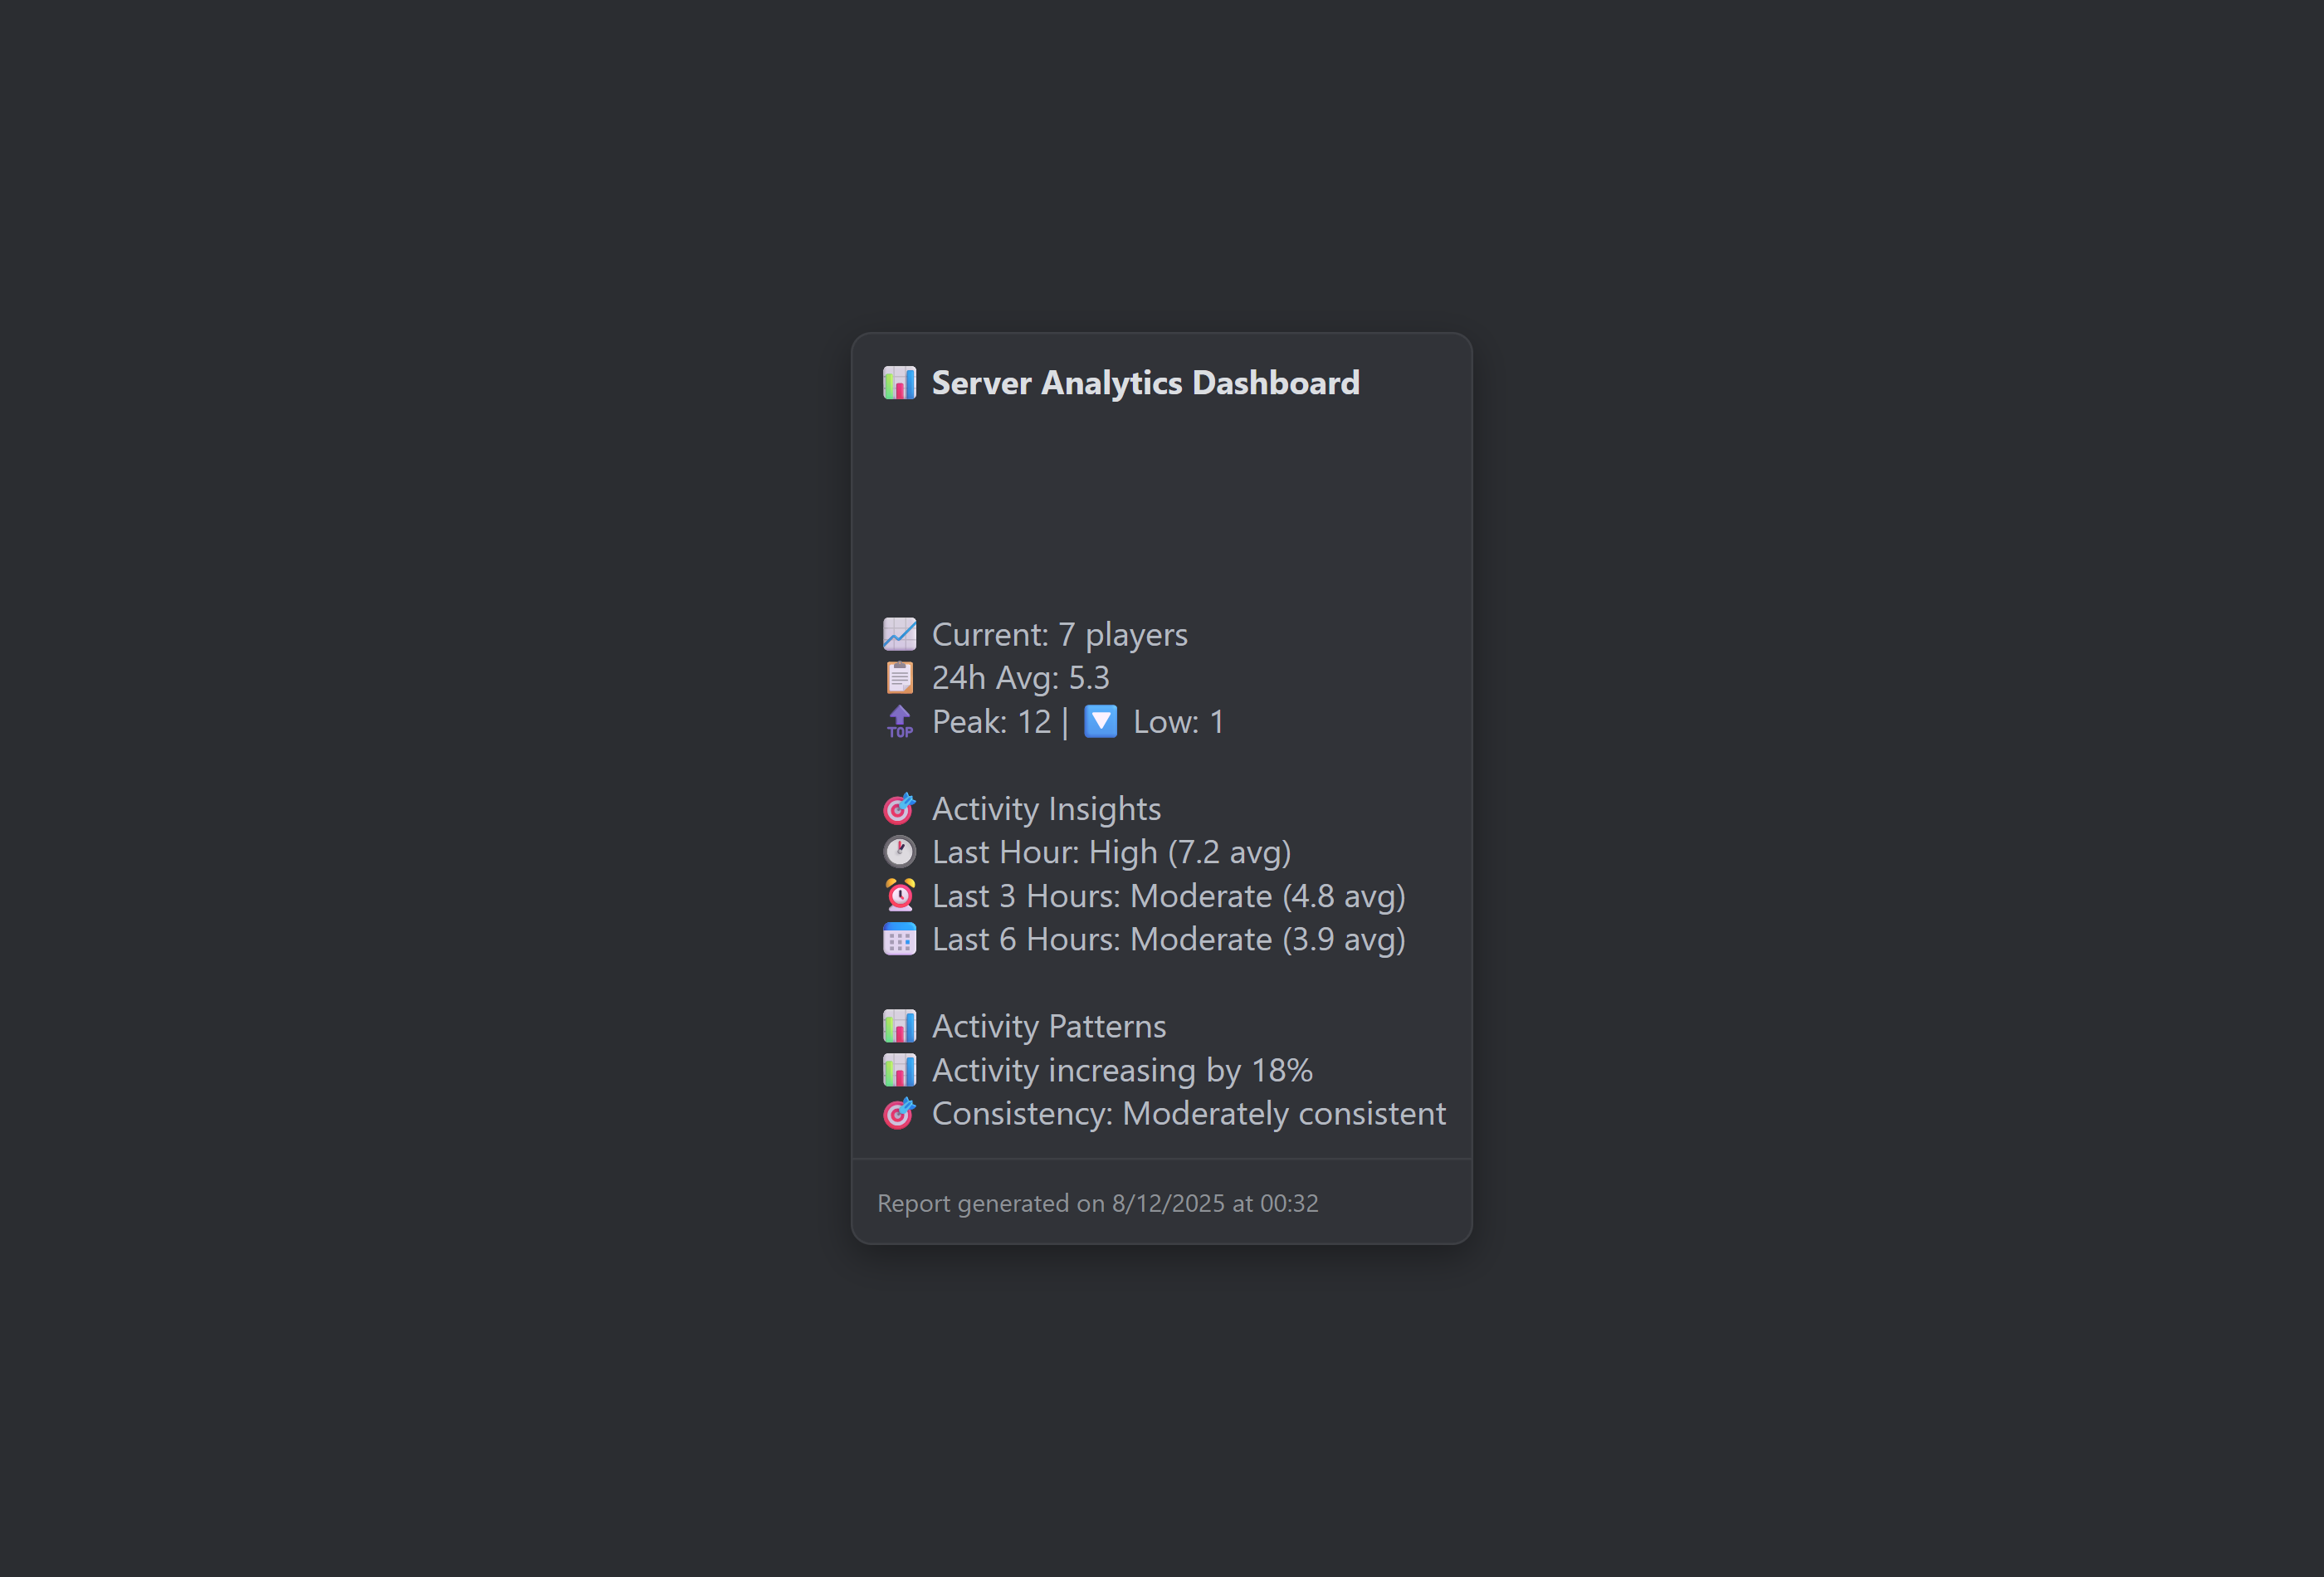 📊 Server Analytics Dashboard
📈 Current: 7 players
📋 24h Avg: 5.3
🔝 Peak: 12 | 🔽 Low: 1
🎯 Activity Insights
🕐 Last Hour: High (7.2 avg)
⏰ Last 3 Hours: Moderate (4.8 avg)
📅 Last 6 Hours: Moderate (3.9 avg)
📊 Activity Patterns
📊 Activity increasing by 18%
🎯 Consistency: Moderately consistent
Report generated on 8/12/2025 at 00:32